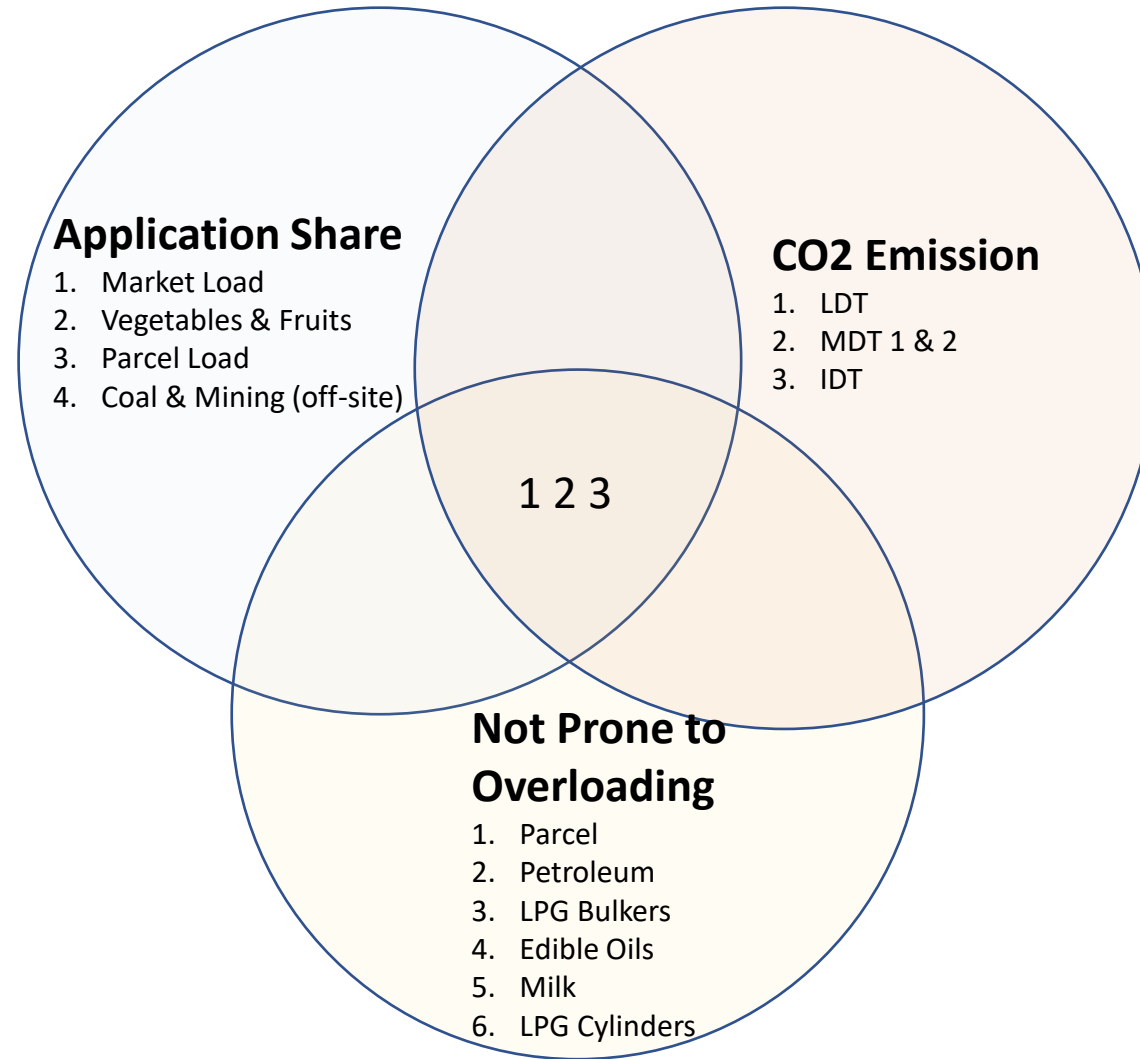 Application Share
1. Market Load
2. Vegetables & Fruits
3. Parcel Load
4. Coal & Mining (off-site)
CO2 Emission
1. LDT
2. MDT 1 & 2
3. IDT
1 2 3
Not Prone to
Overloading
1. Parcel
2. Petroleum
3. LPG Bulkers
4. Edible Oils
5. Milk
6. LPG Cylinders